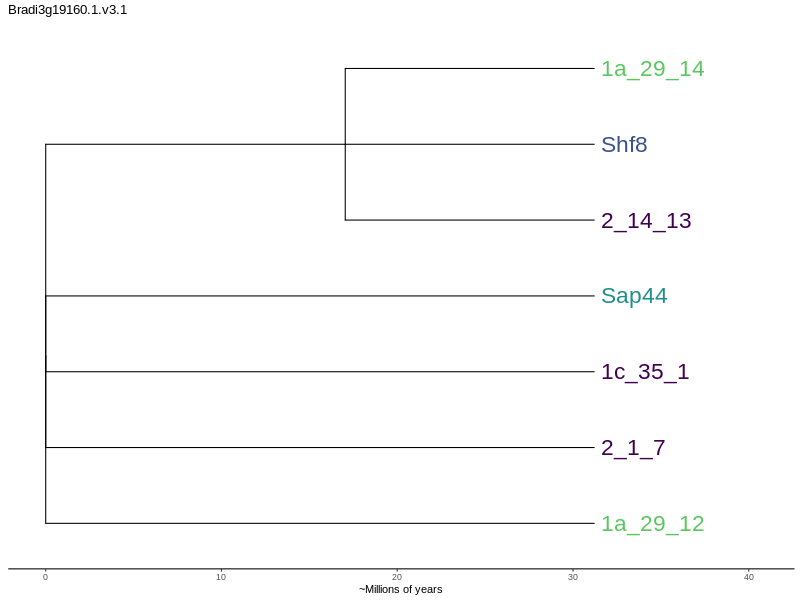 Bradi3g19160.1.v3.1
1a_29_14
Shf8
2_14_13
Sap44
1c_35_1
2_1_7
1a_29_12
0 10 20 30 40
~Millions of years